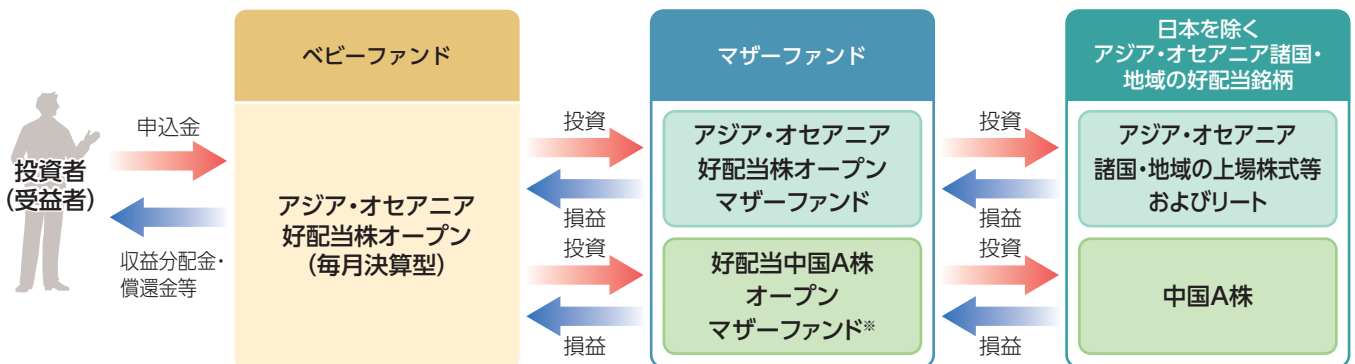 投資者
(受益者)
申込金
収益分配金・
償還金等
ベビーファンド
アジア・オセアニア
好配当株オープン
(毎月決算型)
投資
損益
投資
損益
マザーファンド
アジア・オセアニア
好配当株オープン
マザーファンド
好配当中国A株
オープン
マザーファンド※
投資
損益
投資
損益
日本を除く
アジア・オセアニア諸国・
地域の好配当銘柄
アジア・オセアニア
諸国・地域の上場株式等
およびリート
中国A株